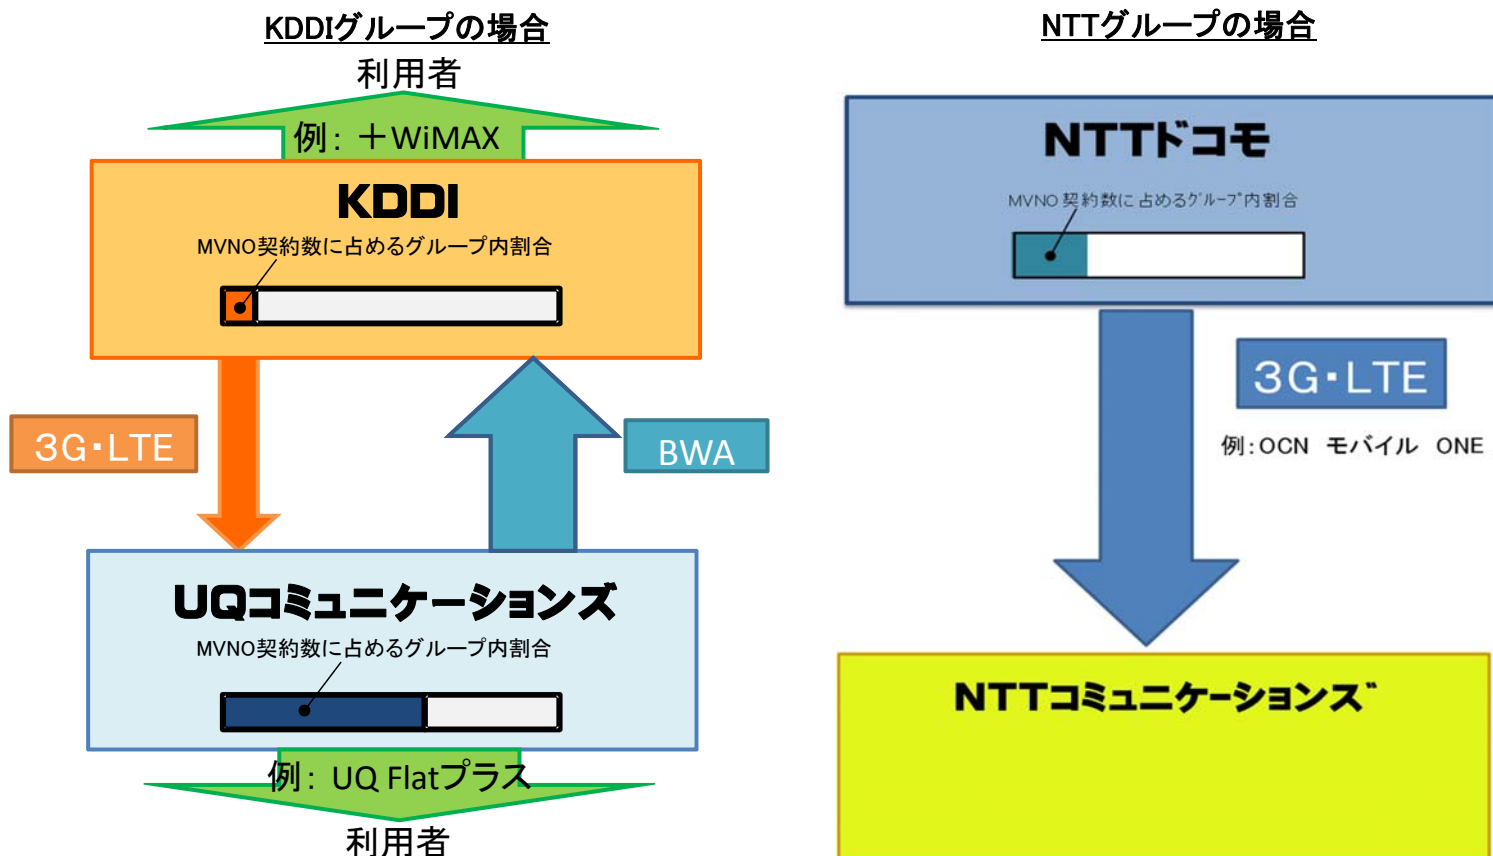 KDDIグループの場合
利用者
例：＋WiMAX
KDDI
MVNO契約数に占めるグループ内割合
3G・LTE
BWA
UQコミュニケーションズ
MVNO契約数に占めるグループ内割合
例：UQ Flatプラス
利用者
NTTグループの場合
NTTドコモ
MVNO契約数に占めるグループ内割合
3G・LTE
例：OCN モバイル ONE
NTTコミュニケーションズ